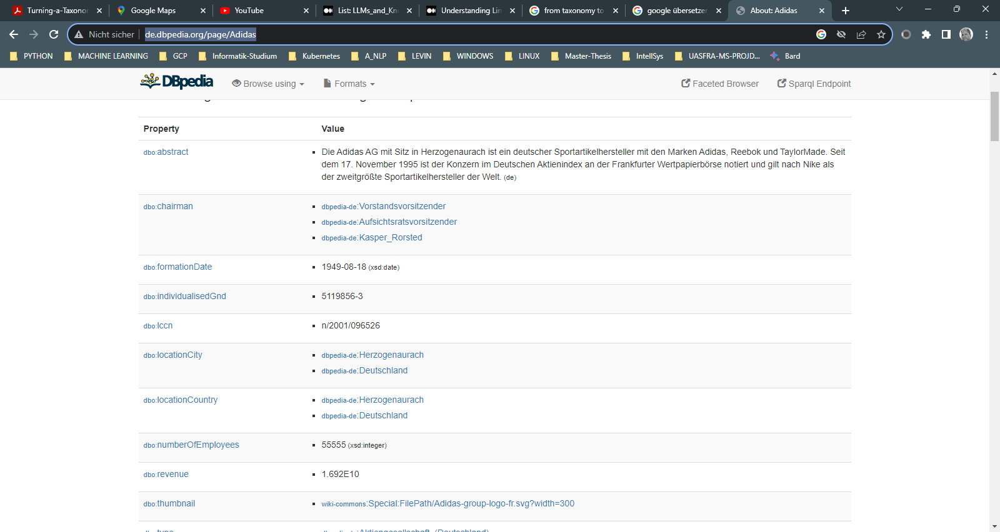 Turning-a-Taxonor
Google Maps
YouTube
List: LLMs_and_Kn
Understanding Lin
from taxonomy to
google übersetzer
About: Adidas
Nicht sicher
de.dbpedia.org/page/Adidas
PYTHON
MACHINE LEARNING
GCP
Informatik-Studium
Kubernetes
A_NLP
LEVIN
WINDOWS
LINUX
Master-Thesis
IntellSys
UASFRA-MS-PROJD...
Bard
DBpedia
Browse using
Formats
Faceted Browser
Sparql Endpoint
Property Value
dbo:abstract
Die Adidas AG mit Sitz in Herzogenaurach ist ein deutscher Sportartikelhersteller mit den Marken Adidas, Reebok und TaylorMade. Seit
dem 17. November 1995 ist der Konzern im Deutschen Aktienindex an der Frankfurter Wertpapierbörse notiert und gilt nach Nike als
der zweitgrößte Sportartikelhersteller der Welt. (de)
dbo:chairman
dbpedia-de:Vorstandsvorsitzender
dbpedia-de:Aufsichtsratsvorsitzender
dbpedia-de:Kasper_Rorsted
dbo:formationDate
1949-08-18 (xsd:date)
dbo:individualisedGnd
5119856-3
dbo:lccn
n/2001/096526
dbo:locationCity
dbpedia-de:Herzogenaurach
dbpedia-de:Deutschland
dbo:locationCountry
dbpedia-de:Herzogenaurach
dbpedia-de:Deutschland
dbo:numberOfEmployees
55555 (xsd:integer)
dbo:revenue
1.692E10
dbo:thumbnail
wiki-commons:Special:FilePath/Adidas-group-logo-fr.svg?width=300
dbo:type
dbpedia-de:Aktiengesellschaft_(Deutschland)